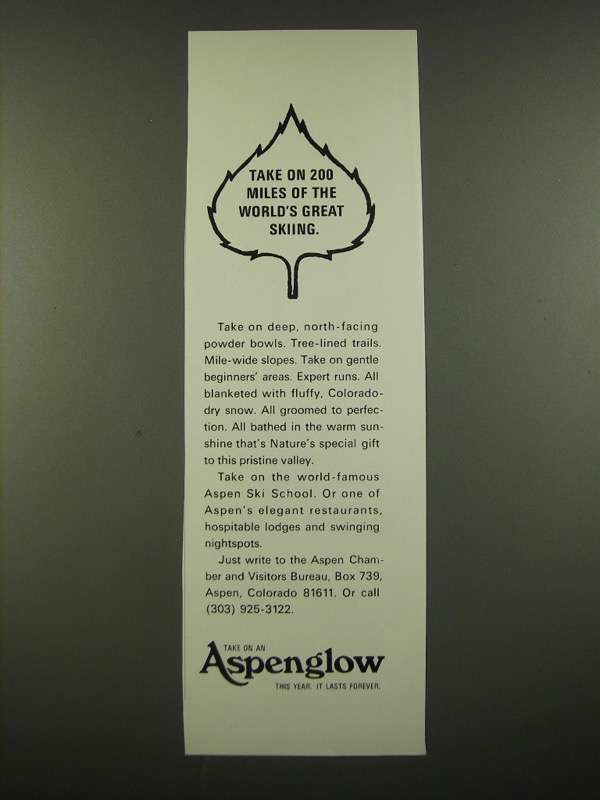 TAKE ON 200
MILES OF THE
WORLD'S GREAT
SKIING.
Take on deep, north-facing
powder bowls. Tree-lined trails.
Mile-wide slopes. Take on gentle
beginners' areas. Expert runs. All
blanketed with fluffy, Colorado-
dry snow. All groomed to perfec-
tion. All bathed in the warm sun-
shine that's Nature's special gift
to this pristine valley.
Take on the world-famous
Aspen Ski School. Or one of
Aspen's elegant restaurants,
hospitable lodges and swinging
nightspots.
Just write to the Aspen Cham-
ber and Visitors Bureau, Box 739,
Aspen, Colorado 81611. Or call
(303) 925-3122.
TAKE ON AN
Aspenglow
THIS YEAR. IT LASTS FOREVER.